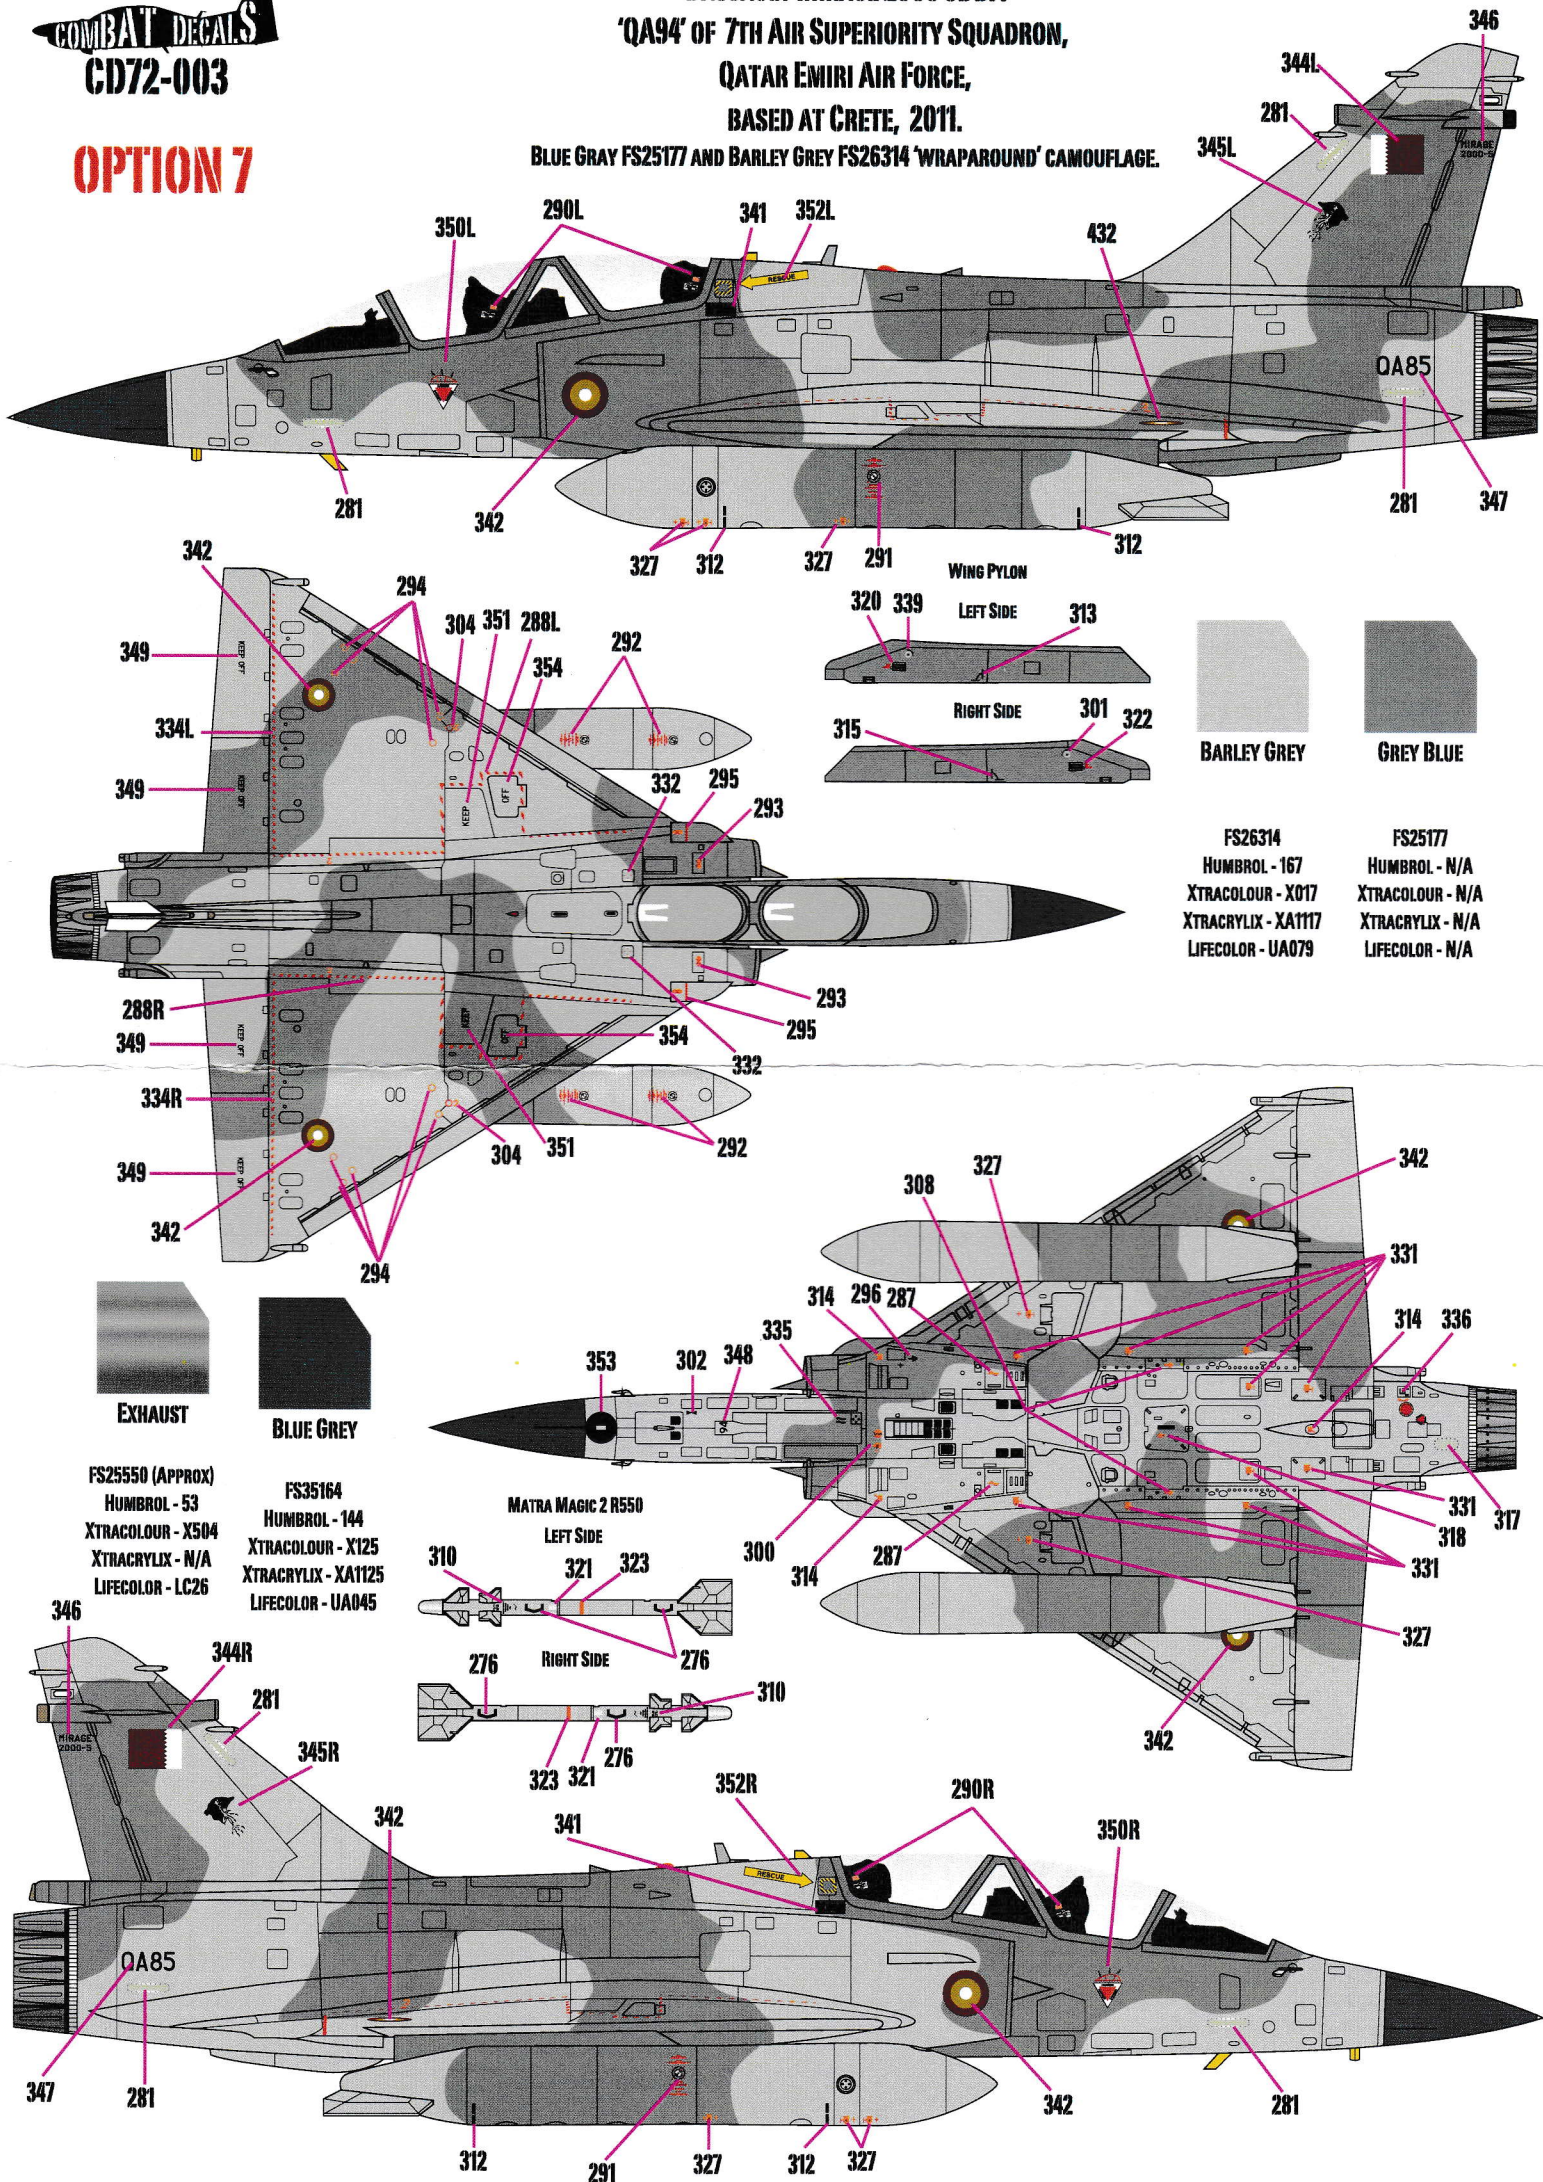 COMBAT DECALS
CD72-003
OPTION 7
'QA94' OF 7TH AIR SUPERIORITY SQUADRON,
QATAR EMIRI AIR FORCE,
BASED AT CRETE, 2011.
BLUE GRAY FS25177 AND BARLEY GREY FS26314 'WRAPAROUND' CAMOUFLAGE.
346
344L
281
345L
MIRAGE
2000-5
350L
290L
341
352L
432
RESCUE
QA85
281
342
327
312
327
291
312
281
347
342
294
304
351
288L
354
292
349
334L
349
KEEP OFF
KEEP OFF
KEEP
OFF
332
295
293
288R
349
334R
349
342
KEEP OFF
KEEP OFF
KEEP
OFF
293
295
354
332
351
304
292
294
WING PYLON
LEFT SIDE
320
339
313
RIGHT SIDE
315
301
322
BARLEY GREY
GREY BLUE
FS26314
HUMBROL - 167
XTRACOLOUR - X017
XTRACRYLIX - XA1117
LIFECOLOR - UA079
FS25177
HUMBROL - N/A
XTRACOLOUR - N/A
XTRACRYLIX - N/A
LIFECOLOR - N/A
EXHAUST
BLUE GREY
FS25550 (APPROX)
HUMBROL - 53
XTRACOLOUR - X504
XTRACRYLIX - N/A
LIFECOLOR - LC26
FS35164
HUMBROL - 144
XTRACOLOUR - X125
XTRACRYLIX - XA1125
LIFECOLOR - UA045
327
308
342
331
314
296
287
335
314
336
353
302
348
94
300
314
287
331
318
317
331
327
342
MATRA MAGIC 2 R550
LEFT SIDE
310
321
323
276
RIGHT SIDE
276
310
323
321
276
346
344R
281
345R
MIRAGE
2000-5
342
341
352R
290R
350R
RESCUE
QA85
347
281
312
291
327
312
327
342
281